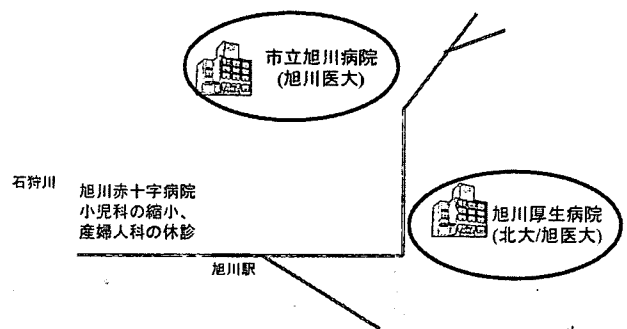 市立旭川病院
(旭川医大)
石狩川
旭川赤十字病院
小児科の縮小、
産婦人科の休診
旭川厚生病院
(北大/旭医大)
旭川駅